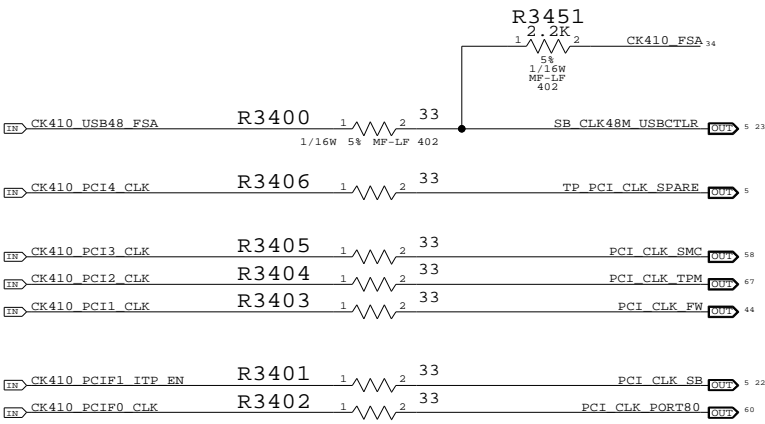 R3451
2.2K
1 2 CK410_FSA 34
5%
1/16W
MF-LF
402
IN CK410_USB48_FSA R3400 1 2 33 SB_CLK48M_USBCTLR OUT 5 23
1/16W 5% MF-LF 402
IN CK410_PCI4_CLK R3406 1 2 33 TP_PCI_CLK_SPARE OUT 5
IN CK410_PCI3_CLK R3405 1 2 33 PCI_CLK_SMC OUT 58
IN CK410_PCI2_CLK R3404 1 2 33 PCI_CLK_TPM OUT 67
IN CK410_PCI1_CLK R3403 1 2 33 PCI_CLK_FW OUT 44
IN CK410_PCIF1_ITP_EN R3401 1 2 33 PCI_CLK_SB OUT 5 22
IN CK410_PCIF0_CLK R3402 1 2 33 PCI_CLK_PORT80 OUT 60